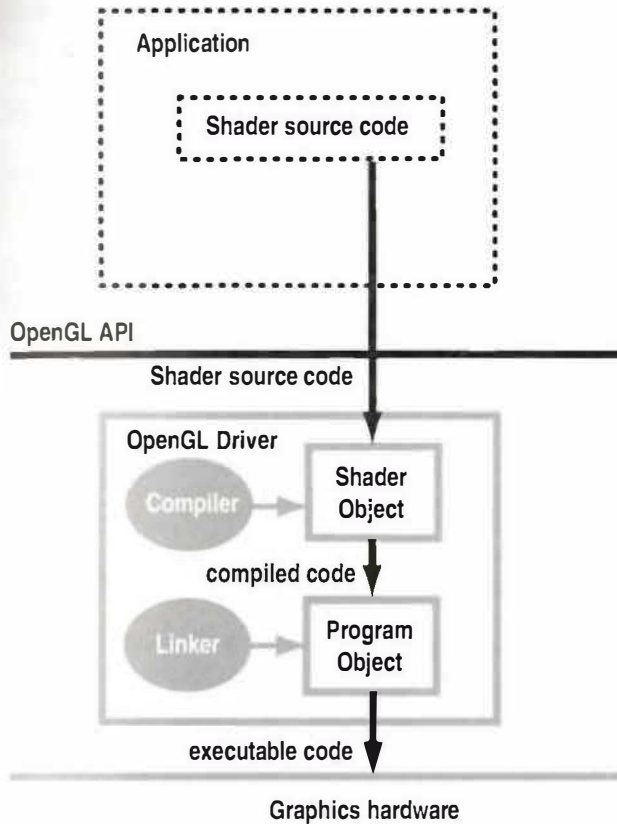 Application
Shader source code
OpenGL API
Shader source code
OpenGL Driver
Compiler
Shader
Object
compiled code
Linker
Program
Object
executable code
Graphics hardware